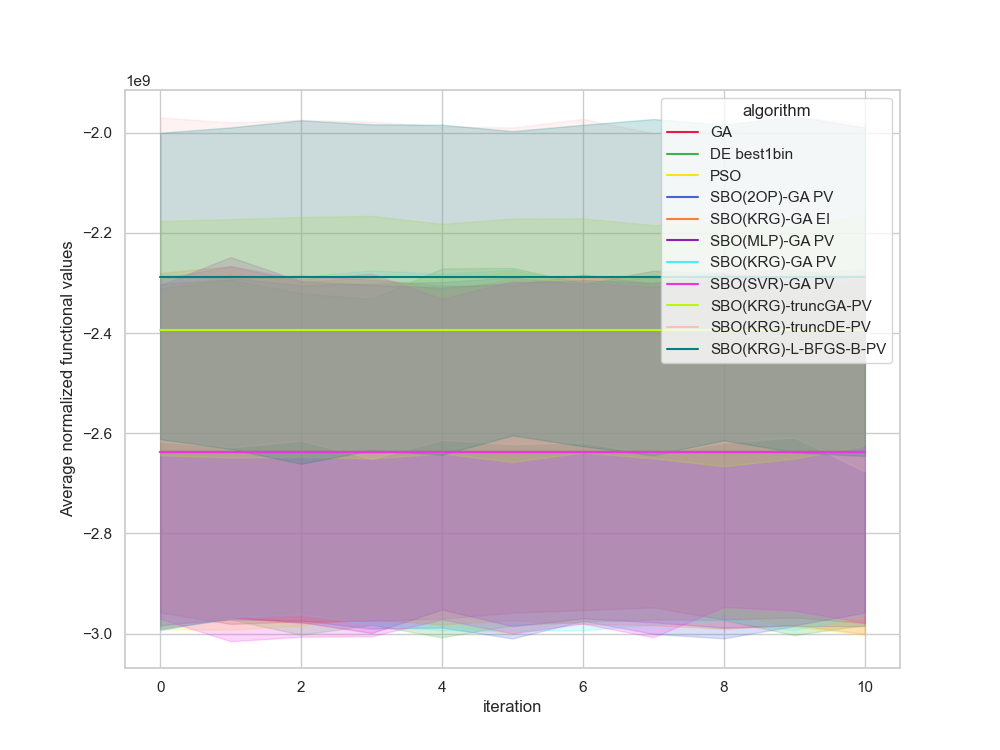 1e9
−2.0
−2.2
−2.4
−2.6
−2.8
−3.0
Average normalized functional values
0
2
4
6
8
10
iteration
algorithm
GA
DE best1bin
PSO
SBO(2OP)-GA PV
SBO(KRG)-GA EI
SBO(MLP)-GA PV
SBO(KRG)-GA PV
SBO(SVR)-GA PV
SBO(KRG)-truncGA-PV
SBO(KRG)-truncDE-PV
SBO(KRG)-L-BFGS-B-PV